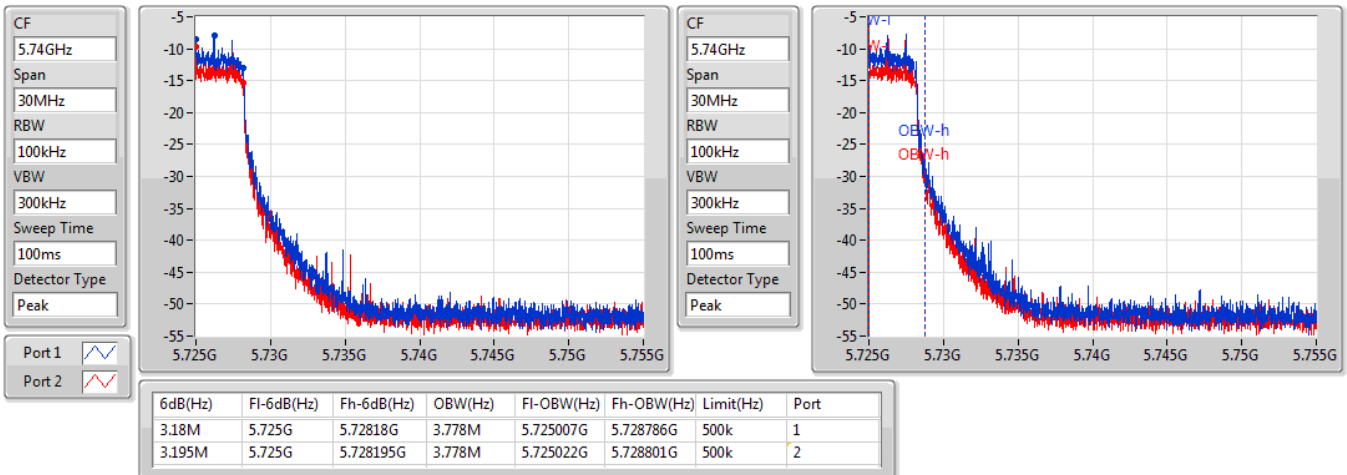 CF
5.74GHz
Span
30MHz
RBW
100kHz
VBW
300kHz
Sweep Time
100ms
Detector Type
Peak
Port 1
Port 2
-5
-10
-15
-20
-25
-30
-35
-40
-45
-50
-55
5.725G 5.73G 5.735G 5.74G 5.745G 5.75G 5.755G
CF
5.74GHz
Span
30MHz
RBW
100kHz
VBW
300kHz
Sweep Time
100ms
Detector Type
Peak
-5
-10
-15
-20
-25
-30
-35
-40
-45
-50
-55
W-l
W-l
OBW-h
OBW-h
5.725G 5.73G 5.735G 5.74G 5.745G 5.75G 5.755G
6dB(Hz) Fl-6dB(Hz) Fh-6dB(Hz) OBW(Hz) Fl-OBW(Hz) Fh-OBW(Hz) Limit(Hz) Port
3.18M 5.725G 5.72818G 3.778M 5.725007G 5.728786G 500k 1
3.195M 5.725G 5.728195G 3.778M 5.725022G 5.728801G 500k 2